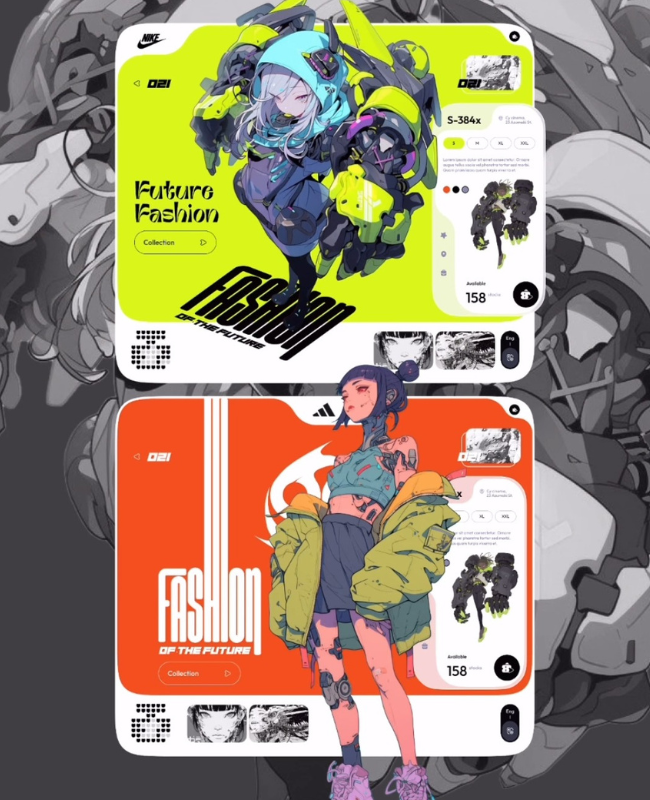 NIKE
021
021
S-384x
S
M
XL
XXL
Future
Fashion
Collection
Available
158
FASHION
OF THE FUTURE
Eng
021
x
XL
XXL
FASHION
OF THE FUTURE
Collection
Available
158
Eng